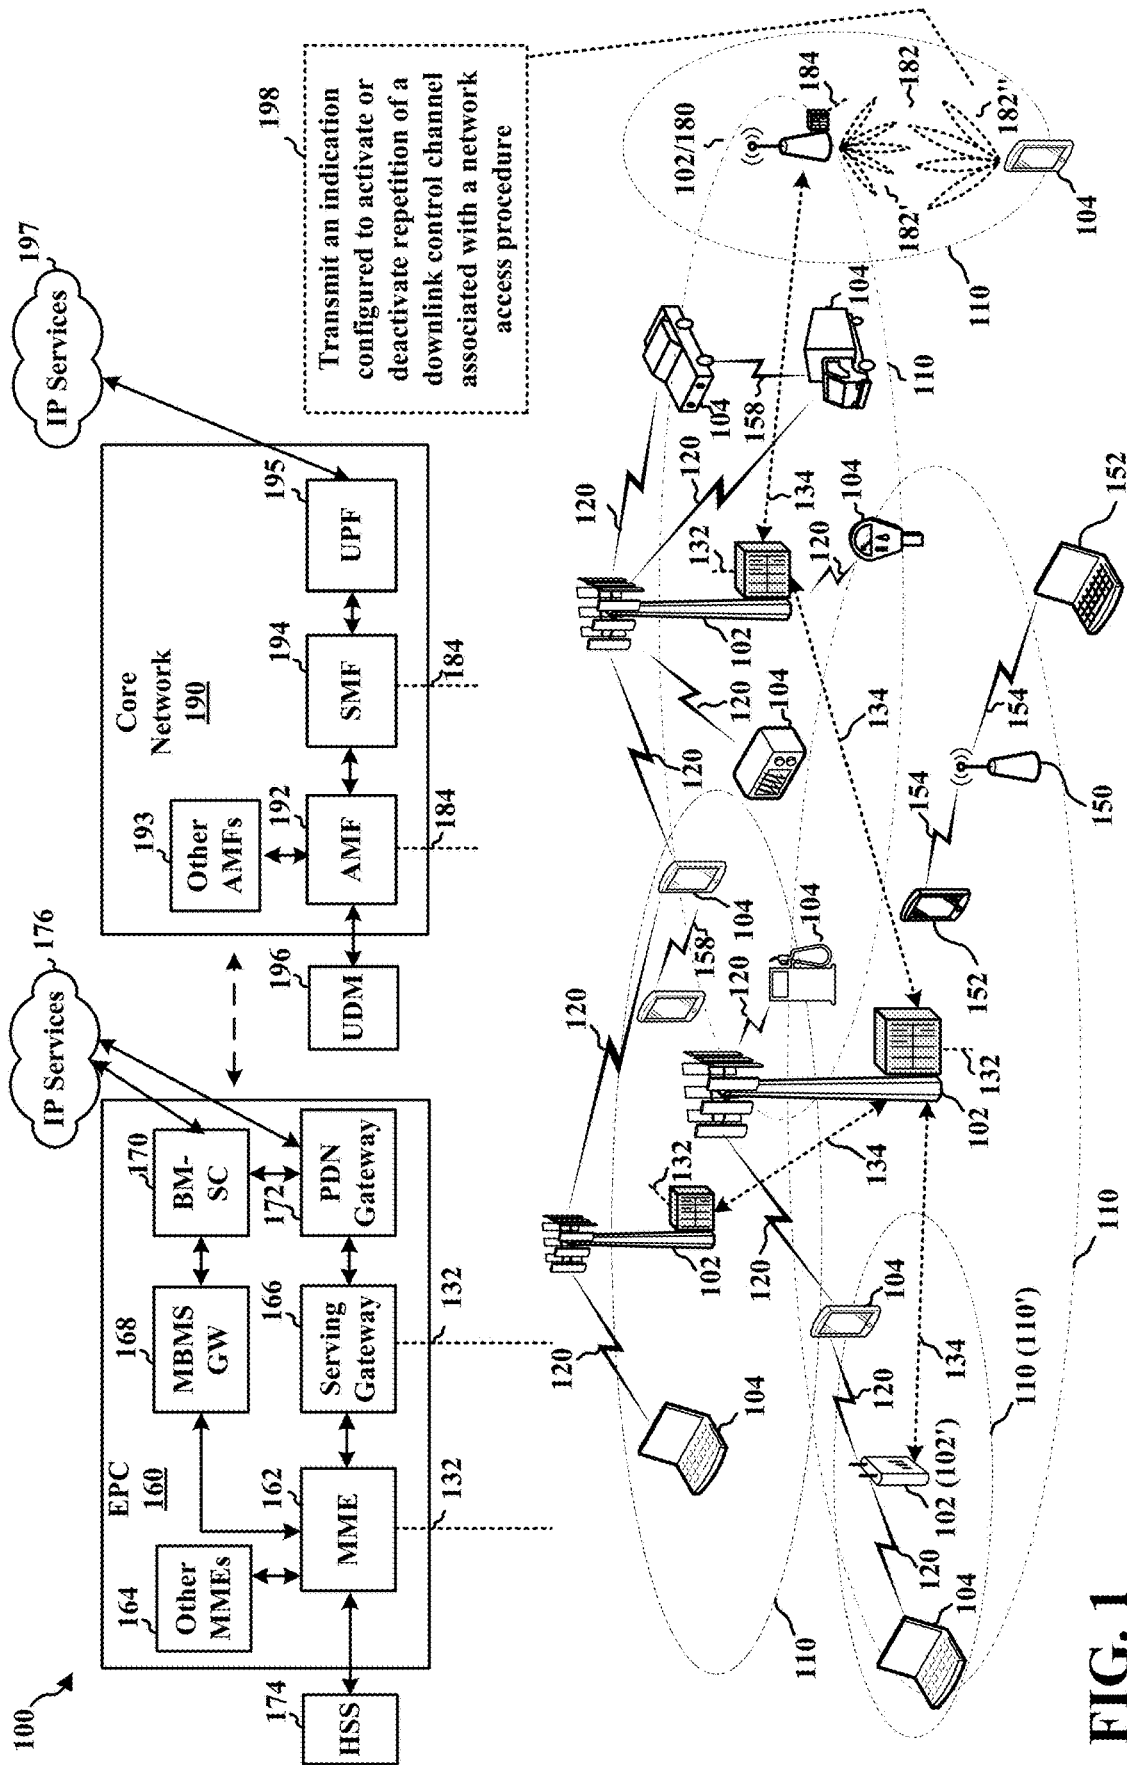 100
EPC
160
164
Other
MMEs
168
MBMS
GW
170
BM-
SC
176
IP Services
174
HSS
162
MME
166
Serving
Gateway
172
PDN
Gateway
132
132
Core
Network
190
193
Other
AMFs
197
IP Services
196
UDM
192
AMF
194
SMF
195
UPF
184
184
198
Transmit an indication
configured to activate or
deactivate repetition of a
downlink control channel
associated with a network
access procedure
120
120
120
120
120
120
120
120
120
120
120
104
104
104
104
104
104
104
104
104
104
102
102
102
102 (102')
102/180
132
132
132
134
134
134
134
158
158
110
110
110
110
110 (110')
150
152
152
154
154
182
182'
182"
184
FIG. 1